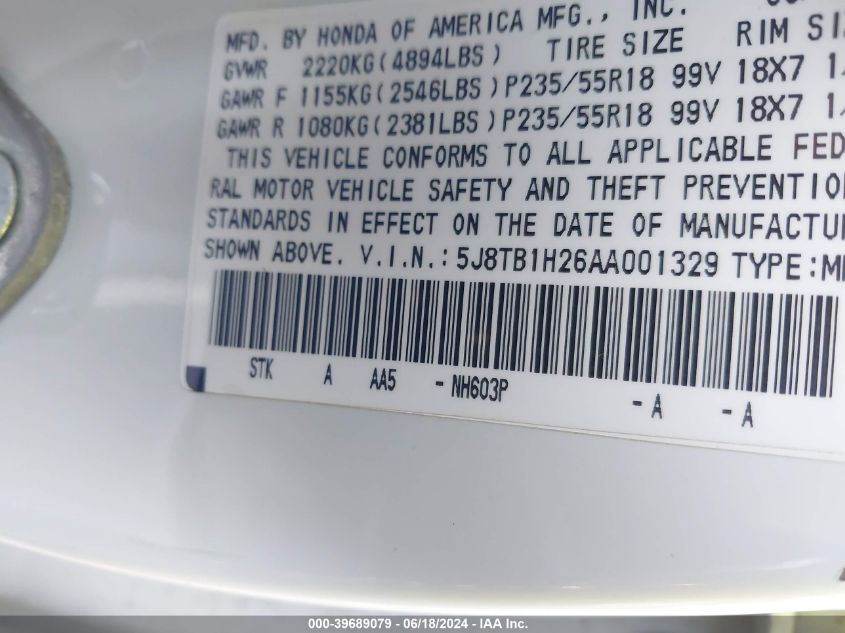 MFD. BY HONDA OF AMERICA MFG., INC.
GVWR 2220KG(4894LBS) TIRE SIZE RIM SI
GAWR F 1155KG(2546LBS)P235/55R18 99V 18X7
GAWR R 1080KG(2381LBS)P235/55R18 99V 18X7
THIS VEHICLE CONFORMS TO ALL APPLICABLE FED
RAL MOTOR VEHICLE SAFETY AND THEFT PREVENTIO
STANDARDS IN EFFECT ON THE DATE OF MANUFACTU
SHOWN ABOVE. V.I.N.:5J8TB1H26AA001329 TYPE:M
STK A AA5 -NH603P -A -A
000-39689079 - 06/18/2024 - IAA Inc.